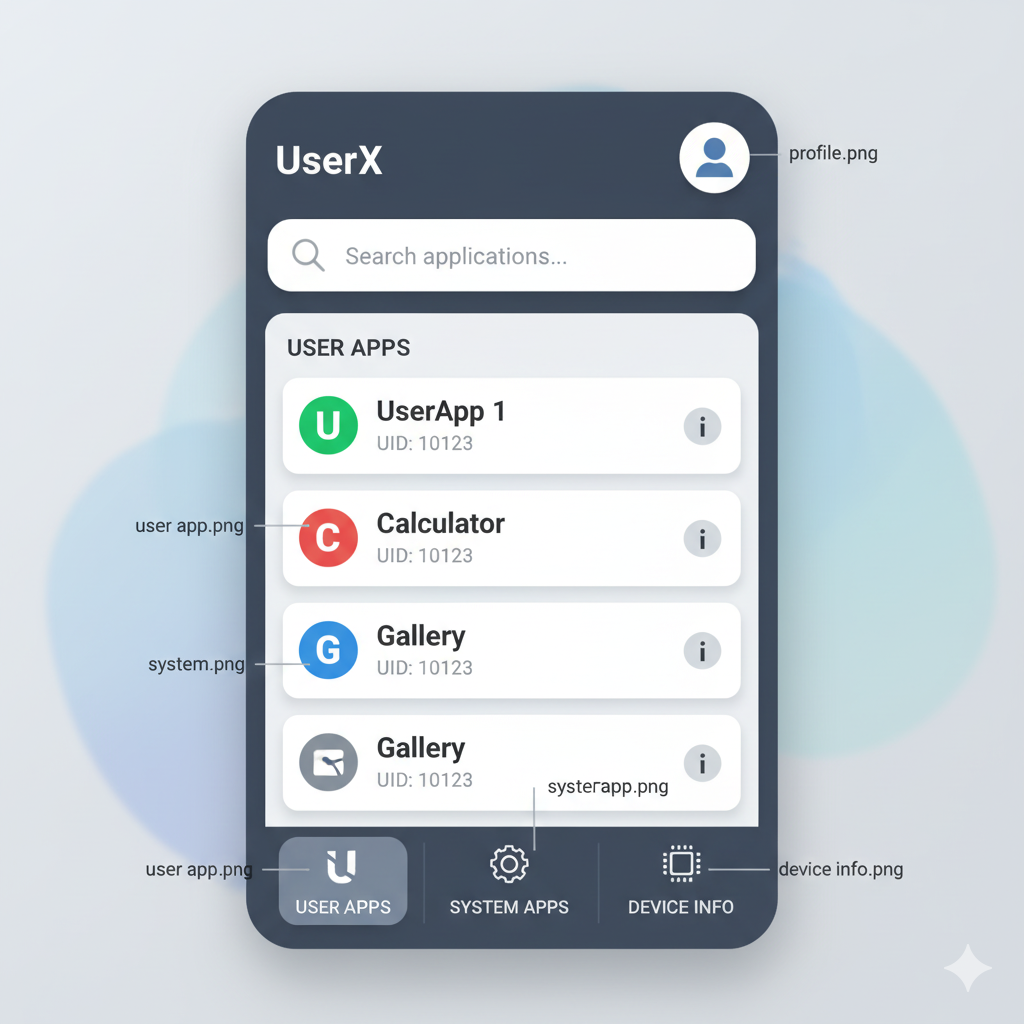 UserX
profile.png
Search applications...
USER APPS
U
UserApp 1
UID: 10123
i
user app.png
C
Calculator
UID: 10123
i
system.png
G
Gallery
UID: 10123
i
Gallery
UID: 10123
i
systerapp.png
user app.png
U
USER APPS
SYSTEM APPS
DEVICE INFO
device info.png